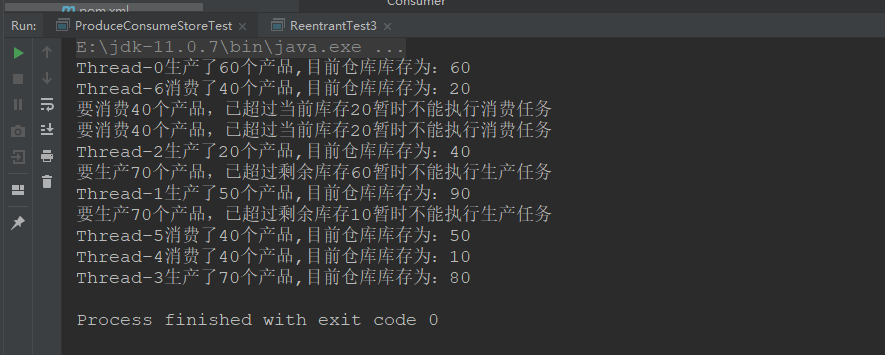 pom.xml
Consumer
Run: ProduceConsumeStoreTest × ReentrantTest3 ×
E:\jdk-11.0.7\bin\java.exe ...
Thread-0生产了60个产品,目前仓库库存为：60
Thread-6消费了40个产品,目前仓库库存为：20
要消费40个产品，已超过当前库存20暂时不能执行消费任务
要消费40个产品，已超过当前库存20暂时不能执行消费任务
Thread-2生产了20个产品,目前仓库库存为：40
要生产70个产品，已超过剩余库存60暂时不能执行生产任务
Thread-1生产了50个产品,目前仓库库存为：90
要生产70个产品，已超过剩余库存10暂时不能执行生产任务
Thread-5消费了40个产品,目前仓库库存为：50
Thread-4消费了40个产品,目前仓库库存为：10
Thread-3生产了70个产品,目前仓库库存为：80
Process finished with exit code 0